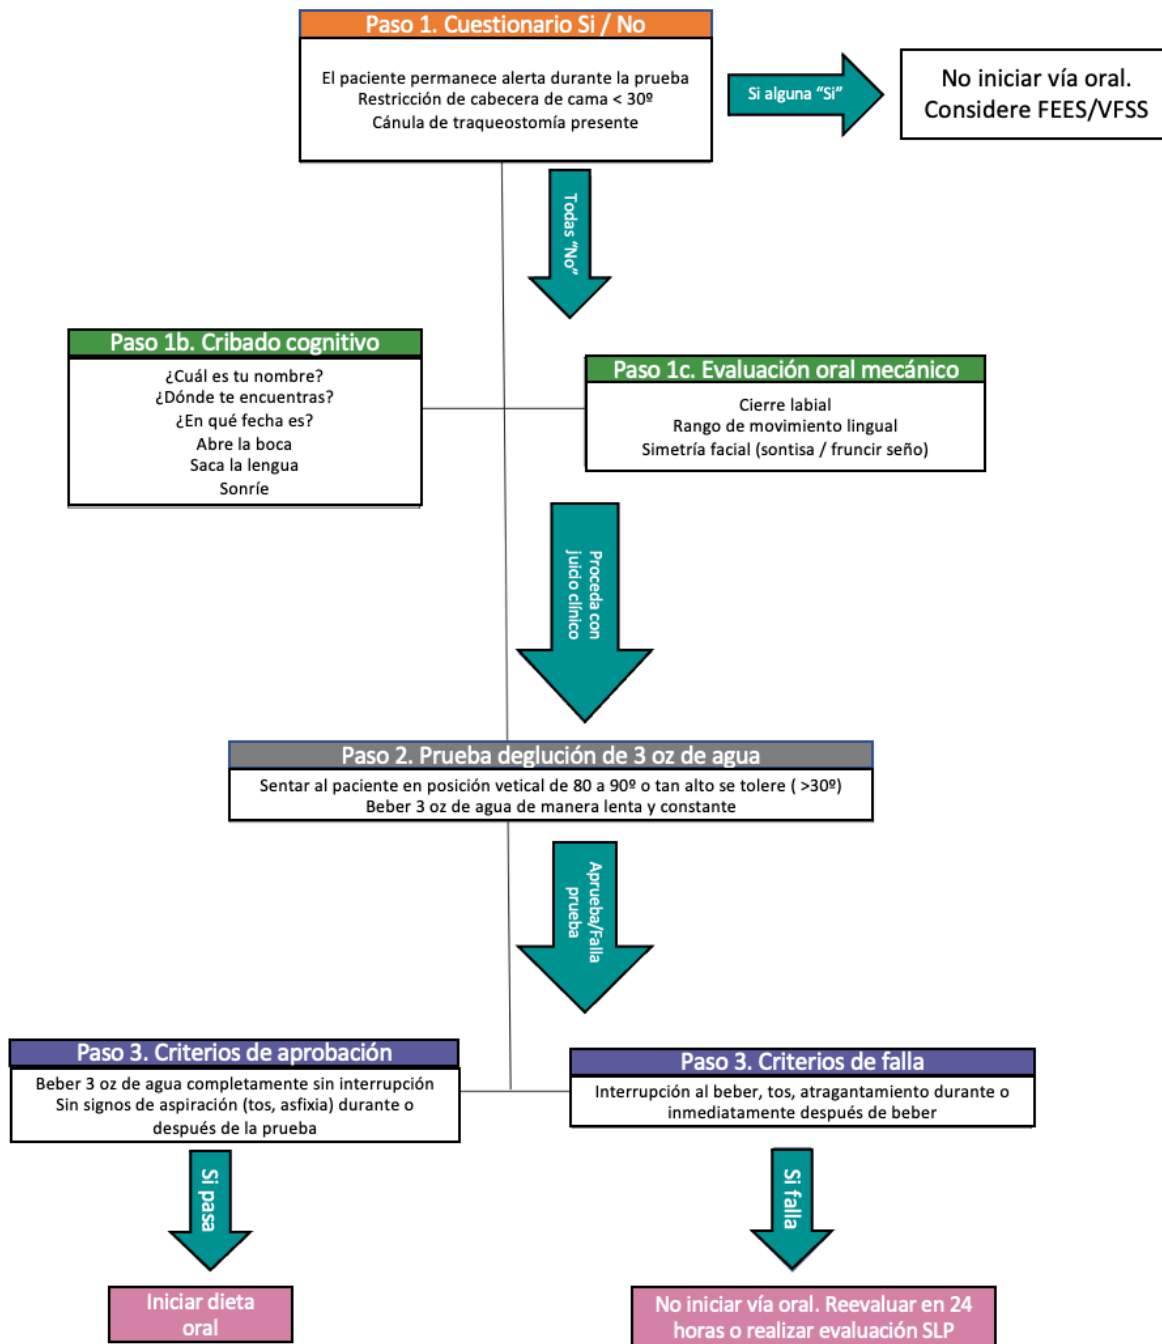 Paso 1. Cuestionario Si / No
El paciente permanece alerta durante la prueba
Restricción de cabecera de cama < 30º
Cánula de traqueostomía presente
Si alguna “Si”
No iniciar vía oral.
Considere FEES/VFSS
Todas “No”
Paso 1b. Cribado cognitivo
¿Cuál es tu nombre?
¿Dónde te encuentras?
¿En qué fecha es?
Abre la boca
Saca la lengua
Sonríe
Paso 1c. Evaluación oral mecánico
Cierre labial
Rango de movimiento lingual
Simetría facial (sontisa / fruncir seño)
Proceda con
juicio clínico
Paso 2. Prueba deglución de 3 oz de agua
Sentar al paciente en posición vetical de 80 a 90º o tan alto se tolere ( >30º)
Beber 3 oz de agua de manera lenta y constante
Aprueba/Falla
prueba
Paso 3. Criterios de aprobación
Beber 3 oz de agua completamente sin interrupción
Sin signos de aspiración (tos, asfixia) durante o
después de la prueba
Paso 3. Criterios de falla
Interrupción al beber, tos, atragantamiento durante o
inmediatamente después de beber
Si pasa
Si falla
Iniciar dieta
oral
No iniciar vía oral. Reevaluar en 24
horas o realizar evaluación SLP